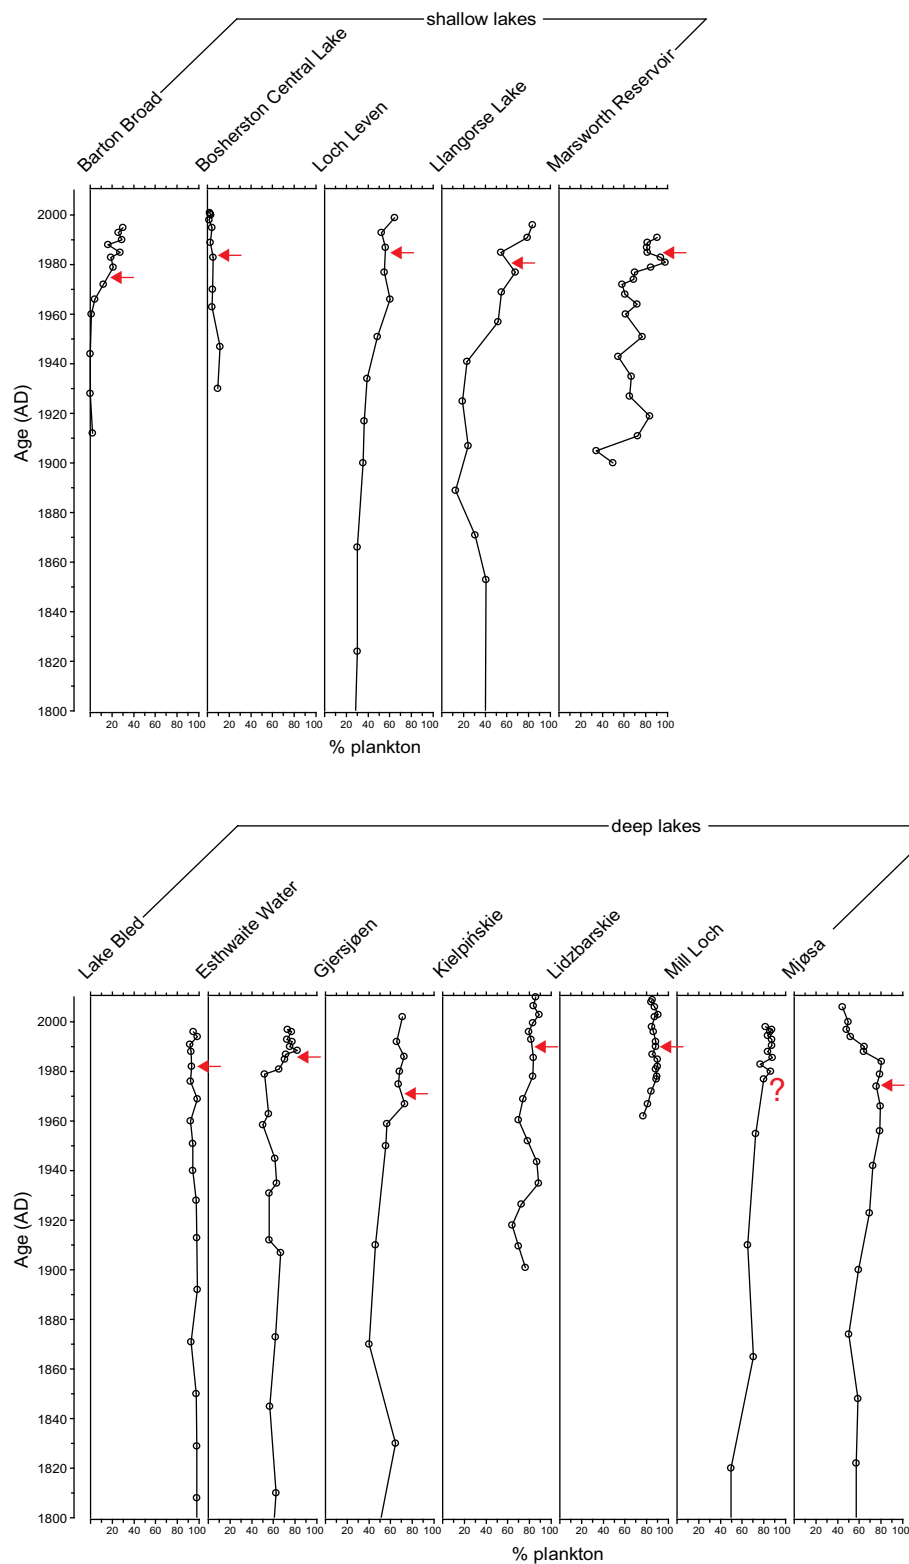 shallow lakes
Barton Broad
Bosherston Central Lake
Loch Leven
Llangorse Lake
Marsworth Reservoir
Age (AD)
2000
1980
1960
1940
1920
1900
1880
1860
1840
1820
1800
20 40 60 80 100
20 40 60 80 100
20 40 60 80 100
20 40 60 80 100
20 40 60 80 100
% plankton
deep lakes
Lake Bled
Esthwaite Water
Gjersjøen
Kielpińskie
Lidzbarskie
Mill Loch
Mjøsa
Age (AD)
2000
1980
1960
1940
1920
1900
1880
1860
1840
1820
1800
?
20 40 60 80 100
20 40 60 80 100
20 40 60 80 100
20 40 60 80 100
20 40 60 80 100
20 40 60 80 100
20 40 60 80 100
% plankton